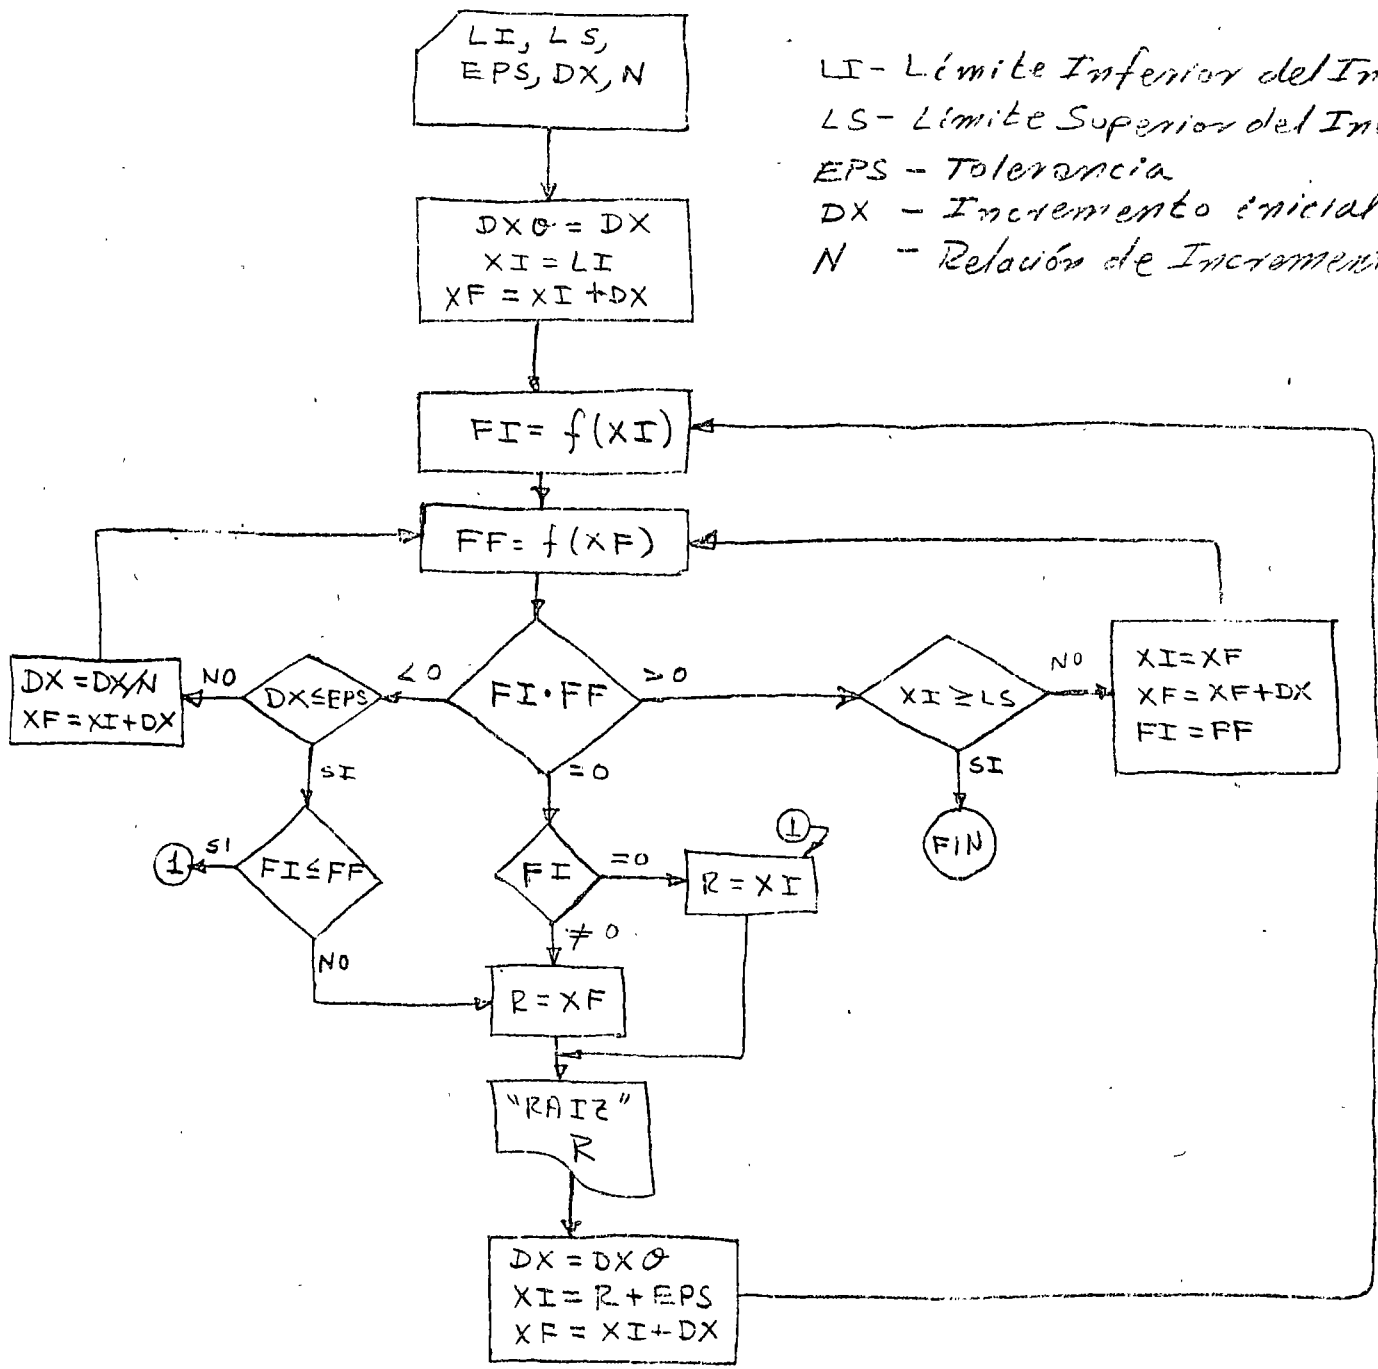 LI, LS,
EPS, DX, N
LI - Límite Inferior del
LS - Límite Superior del
EPS - Tolerancia
DX - Incremento inicial
N - Relación de
DXO = DX
XI = LI
XF = XI + DX
FI = f(XI)
FF = f(XF)
DX = DX/N
XF = XI + DX
NO
DX ≤ EPS
< 0
FI · FF
> 0
XI ≥ LS
NO
XI = XF
XF = XF + DX
FI = FF
SI
= 0
SI
FIN
1
SI
FI ≤ FF
FI
= 0
1
R = XI
≠ 0
NO
R = XF
"RAIZ"
R
DX = DXO
XI = R + EPS
XF = XI + DX